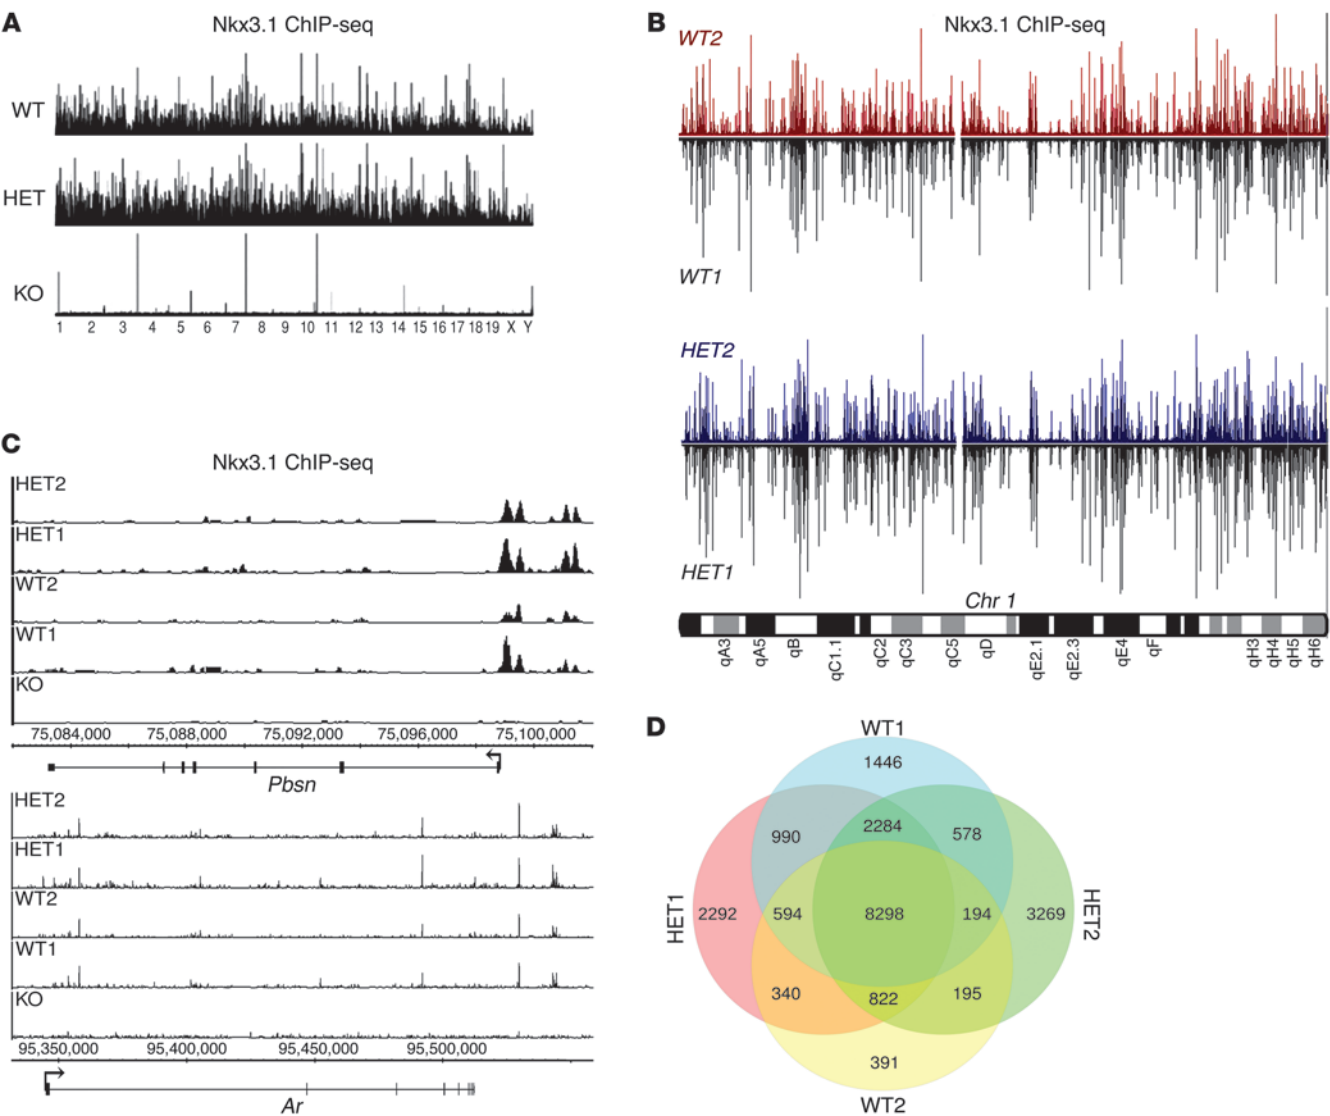 A
Nkx3.1 ChIP-seq
WT
HET
KO
1 2 3 4 5 6 7 8 9 10 11 12 13 14 15 16 17 18 19 X Y
B
Nkx3.1 ChIP-seq
WT2
WT1
HET2
HET1
Chr 1
qA3 qA5 qB qC1.1 qC2 qC3 qC5 qD qE2.1 qE2.3 qE4 qF qH3 qH4 qH5 qH6
C
Nkx3.1 ChIP-seq
HET2
HET1
WT2
WT1
KO
75,084,000 75,088,000 75,092,000 75,096,000 75,100,000
Pbsn
HET2
HET1
WT2
WT1
KO
95,350,000 95,400,000 95,450,000 95,500,000
Ar
D
WT1
1446
990 2284 578
HET1 2292 594 8298 194 3269 HET2
340 822 195
391
WT2